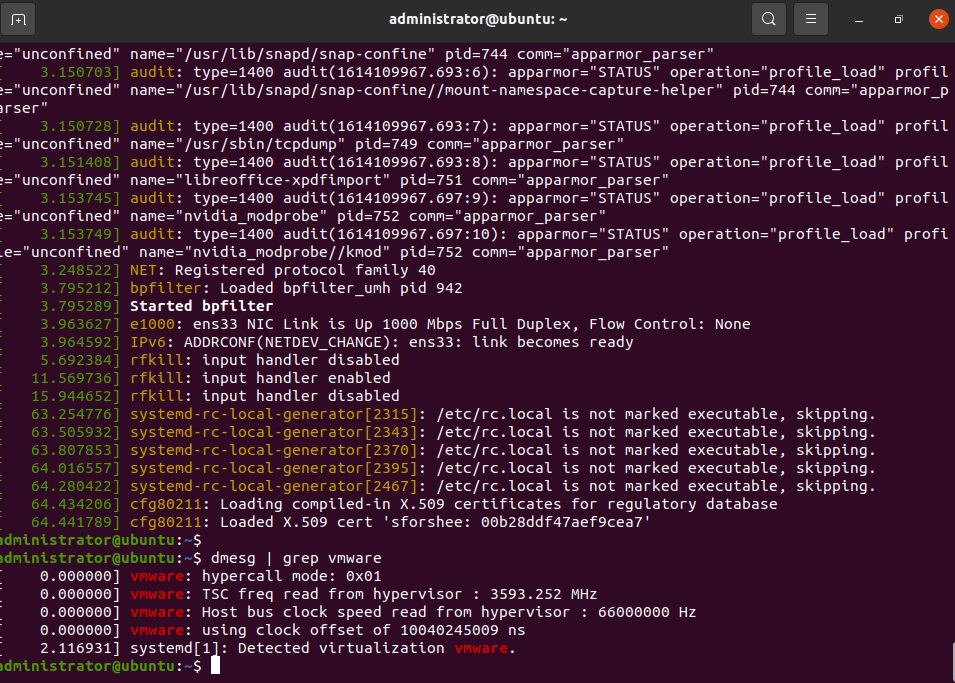 administrator@ubuntu: ~
e="unconfined" name="/usr/lib/snapd/snap-confine" pid=744 comm="apparmor_parser"
[    3.150703] audit: type=1400 audit(1614109967.693:6): apparmor="STATUS" operation="profile_load" profil
e="unconfined" name="/usr/lib/snapd/snap-confine//mount-namespace-capture-helper" pid=744 comm="apparmor_p
arser"
[    3.150728] audit: type=1400 audit(1614109967.693:7): apparmor="STATUS" operation="profile_load" profil
e="unconfined" name="/usr/sbin/tcpdump" pid=749 comm="apparmor_parser"
[    3.151408] audit: type=1400 audit(1614109967.693:8): apparmor="STATUS" operation="profile_load" profil
e="unconfined" name="libreoffice-xpdfimport" pid=751 comm="apparmor_parser"
[    3.153745] audit: type=1400 audit(1614109967.697:9): apparmor="STATUS" operation="profile_load" profil
e="unconfined" name="nvidia_modprobe" pid=752 comm="apparmor_parser"
[    3.153749] audit: type=1400 audit(1614109967.697:10): apparmor="STATUS" operation="profile_load" profi
le="unconfined" name="nvidia_modprobe//kmod" pid=752 comm="apparmor_parser"
[    3.248522] NET: Registered protocol family 40
[    3.795212] bpfilter: Loaded bpfilter_umh pid 942
[    3.795289] Started bpfilter
[    3.963627] e1000: ens33 NIC Link is Up 1000 Mbps Full Duplex, Flow Control: None
[    3.964592] IPv6: ADDRCONF(NETDEV_CHANGE): ens33: link becomes ready
[    5.692384] rfkill: input handler disabled
[   11.569736] rfkill: input handler enabled
[   15.944652] rfkill: input handler disabled
[   63.254776] systemd-rc-local-generator[2315]: /etc/rc.local is not marked executable, skipping.
[   63.505932] systemd-rc-local-generator[2343]: /etc/rc.local is not marked executable, skipping.
[   63.807853] systemd-rc-local-generator[2370]: /etc/rc.local is not marked executable, skipping.
[   64.016557] systemd-rc-local-generator[2395]: /etc/rc.local is not marked executable, skipping.
[   64.280422] systemd-rc-local-generator[2467]: /etc/rc.local is not marked executable, skipping.
[   64.434206] cfg80211: Loading compiled-in X.509 certificates for regulatory database
[   64.441789] cfg80211: Loaded X.509 cert 'sforshee: 00b28ddf47aef9cea7'
administrator@ubuntu:~$
administrator@ubuntu:~$ dmesg | grep vmware
[    0.000000] vmware: hypercall mode: 0x01
[    0.000000] vmware: TSC freq read from hypervisor : 3593.252 MHz
[    0.000000] vmware: Host bus clock speed read from hypervisor : 66000000 Hz
[    0.000000] vmware: using clock offset of 10040245009 ns
[    2.116931] systemd[1]: Detected virtualization vmware.
administrator@ubuntu:~$